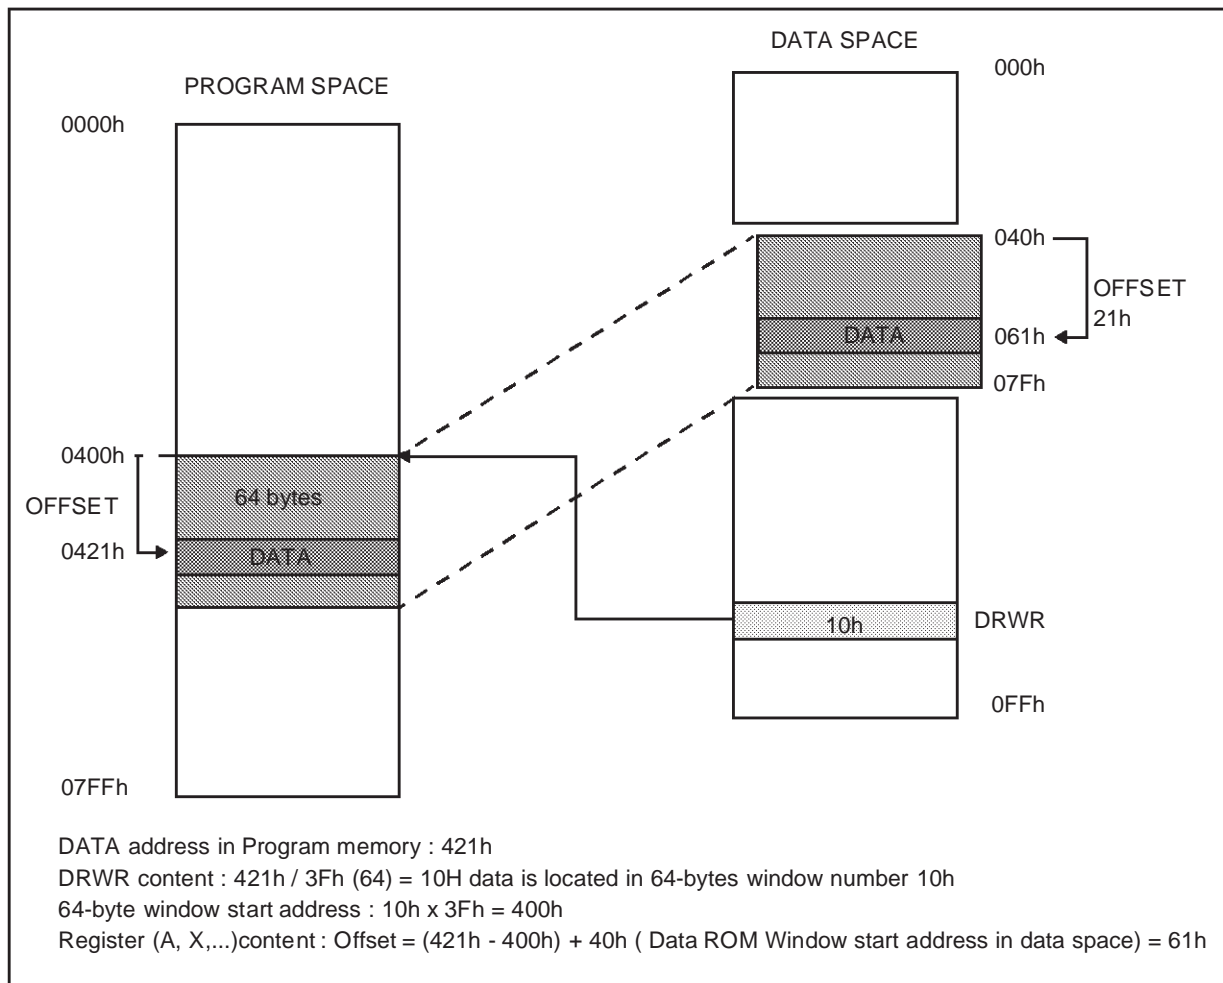 DATA SPACE
000h
PROGRAM SPACE
0000h
040h
OFFSET
21h
DATA
061h
07Fh
0400h
64 bytes
OFFSET
0421h
DATA
10h
DRWR
0FFh
07FFh
DATA address in Program memory : 421h
DRWR content : 421h / 3Fh (64) = 10H data is located in 64-bytes window number 10h
64-byte window start address : 10h x 3Fh = 400h
Register (A, X,...)content : Offset = (421h - 400h) + 40h ( Data ROM Window start address in data space) = 61h